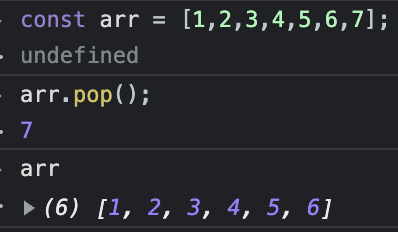 const arr = [1,2,3,4,5,6,7];
undefined
arr.pop();
7
arr
(6) [1, 2, 3, 4, 5, 6]